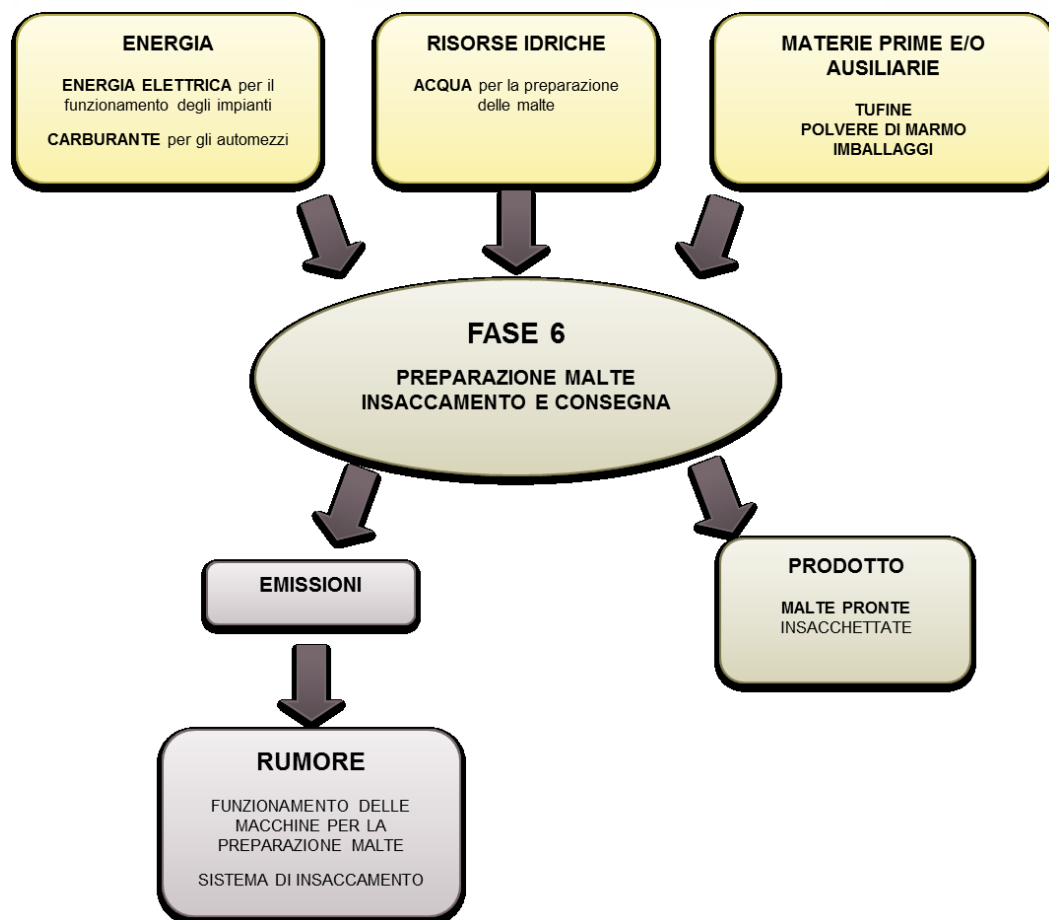 ENERGIA
ENERGIA ELETTRICA per il
funzionamento degli impianti
CARBURANTE per gli automezzi
RISORSE IDRICHE
ACQUA per la preparazione
delle malte
MATERIE PRIME E/O
AUSILIARIE
TUFINE
POLVERE DI MARMO
IMBALLAGGI
FASE 6
PREPARAZIONE MALTE
INSACCAMENTO E CONSEGNA
EMISSIONI
PRODOTTO
MALTE PRONTE
INSACCHETTATE
RUMORE
FUNZIONAMENTO DELLE
MACCHINE PER LA
PREPARAZIONE MALTE
SISTEMA DI INSACCAMENTO